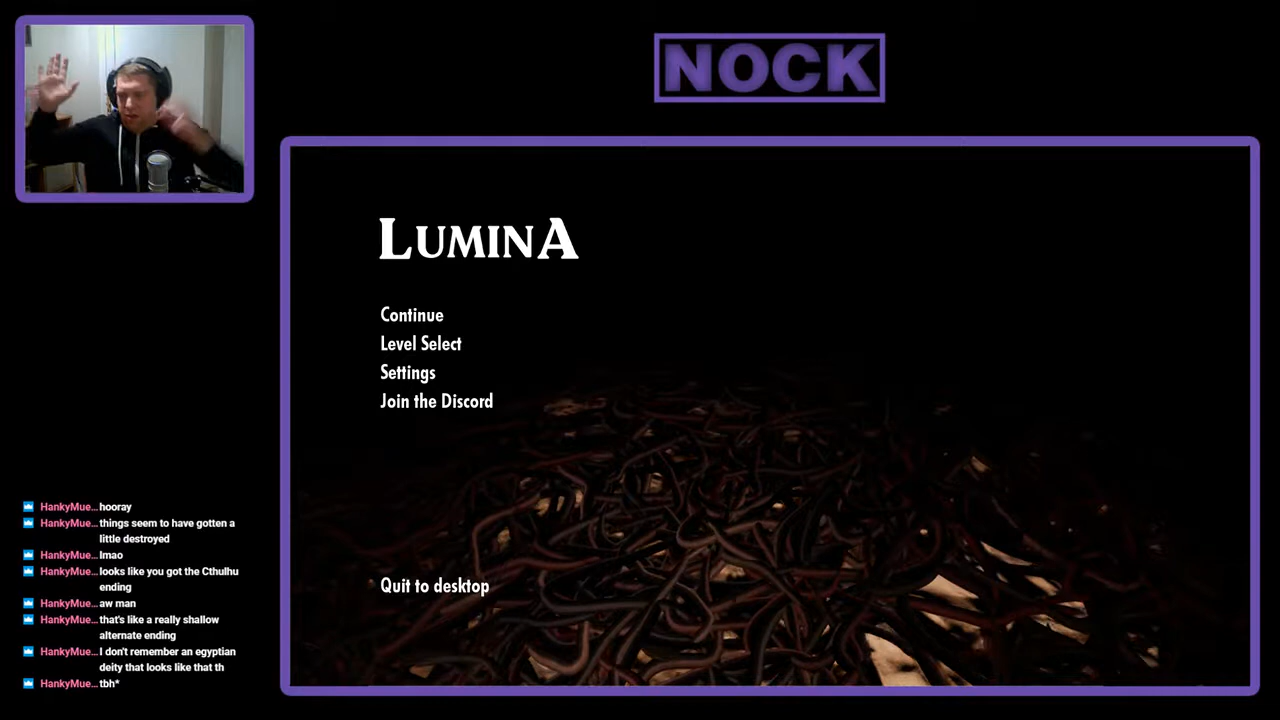 NOCK
LUMINA
Continue
Level Select
Settings
Join the Discord
Quit to desktop
HankyMue... hooray
HankyMue... things seem to have gotten a
little destroyed
HankyMue... lmao
HankyMue... looks like you got the Cthulhu
ending
HankyMue... aw man
HankyMue... that's like a really shallow
alternate ending
HankyMue... I don't remember an egyptian
deity that looks like that th
HankyMue... tbh*